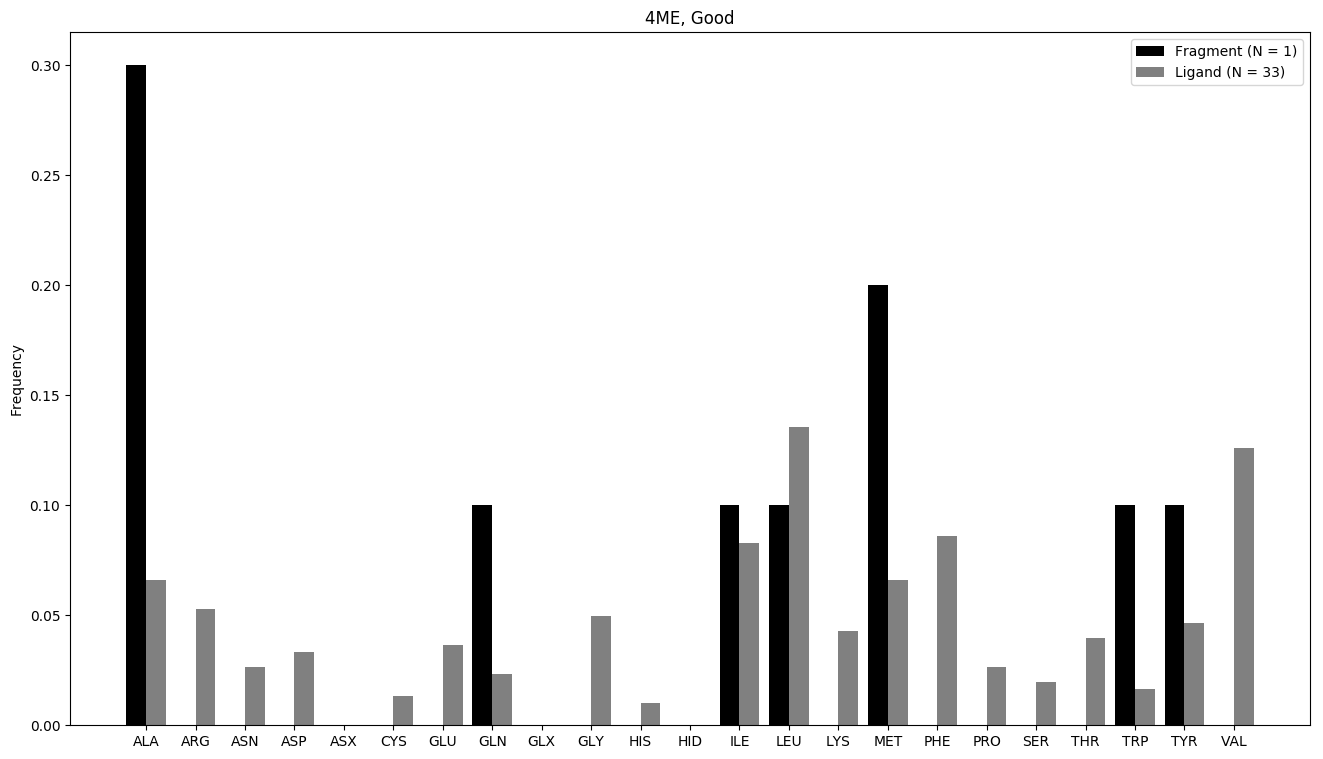 4ME, Good
Fragment (N = 1)
Ligand (N = 33)
Frequency
0.30
0.25
0.20
0.15
0.10
0.05
0.00
ALA ARG ASN ASP ASX CYS GLU GLN GLX GLY HIS HID ILE LEU LYS MET PHE PRO SER THR TRP TYR VAL